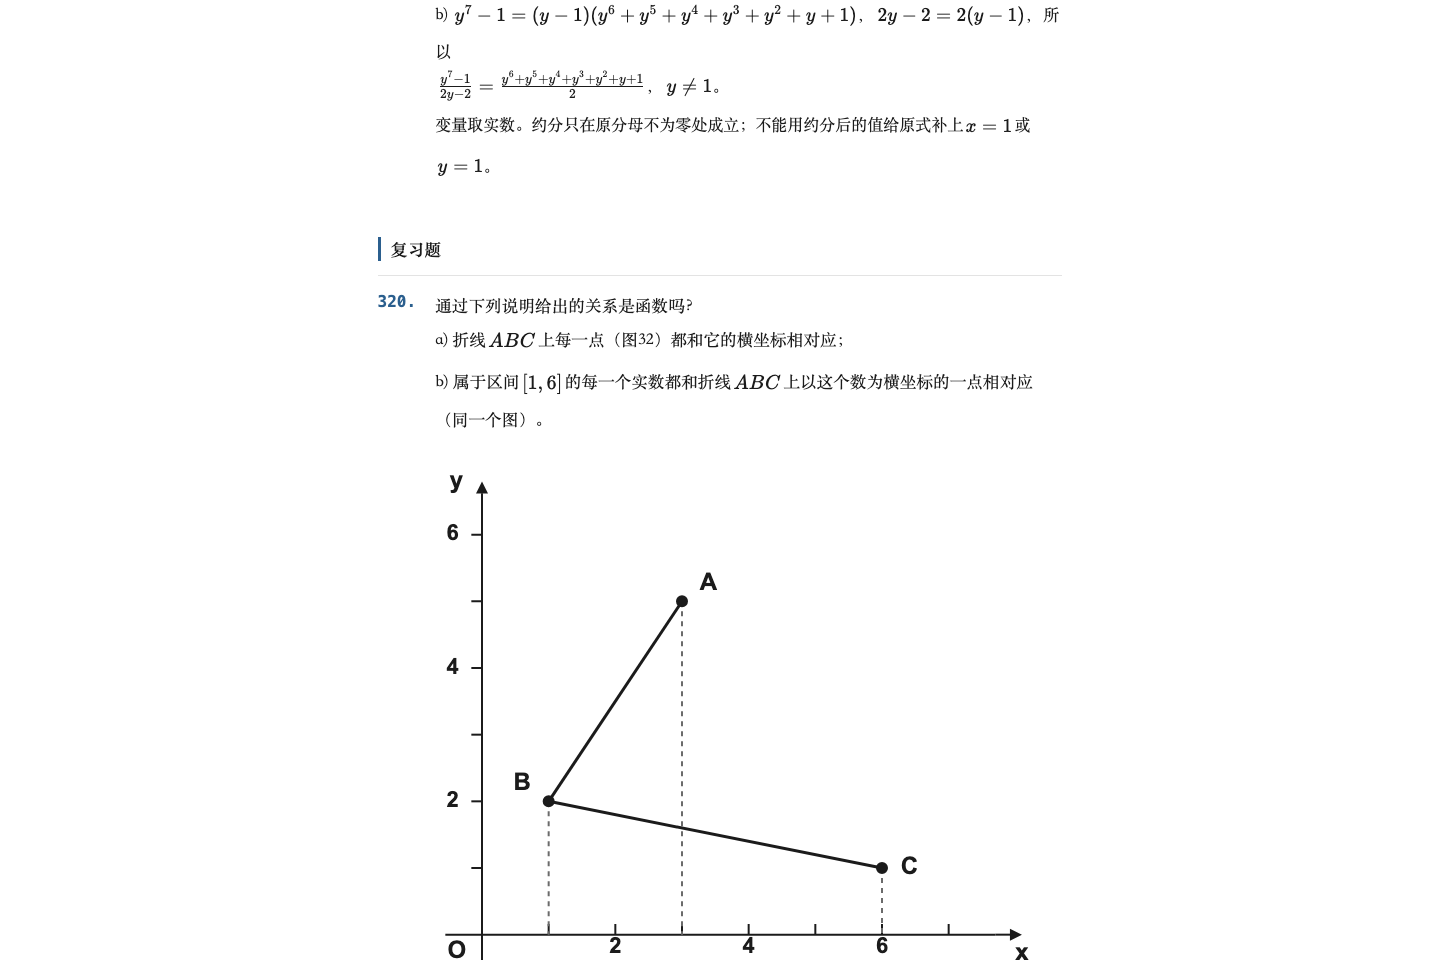 b) y⁷ − 1 = (y − 1)(y⁶ + y⁵ + y⁴ + y³ + y² + y + 1)， 2y − 2 = 2(y − 1)，所
以
(y⁷−1)/(2y−2) = (y⁶+y⁵+y⁴+y³+y²+y+1)/2， y ≠ 1。
变量取实数。约分只在原分母不为零处成立；不能用约分后的值给原式补上 x = 1 或
y = 1。
复习题
320. 通过下列说明给出的关系是函数吗？
a) 折线 ABC 上每一点（图32）都和它的横坐标相对应；
b) 属于区间 [1, 6] 的每一个实数都和折线 ABC 上以这个数为横坐标的一点相对应
（同一个图）。
y
6
A
4
B
2
C
O 2 4 6 x